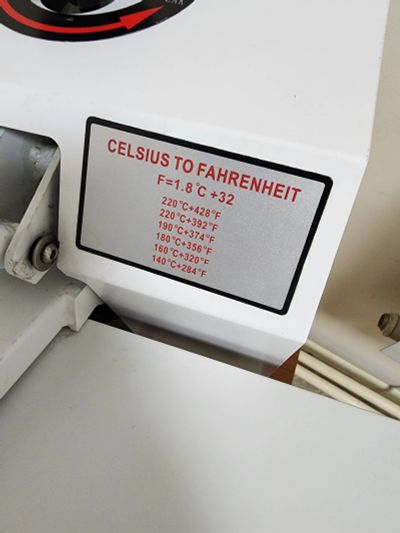 CELSIUS TO FAHRENHEIT
F=1.8°C +32
220°C+428°F
220°C+392°F
190°C+374°F
180°C+356°F
160°C+320°F
140°C+284°F